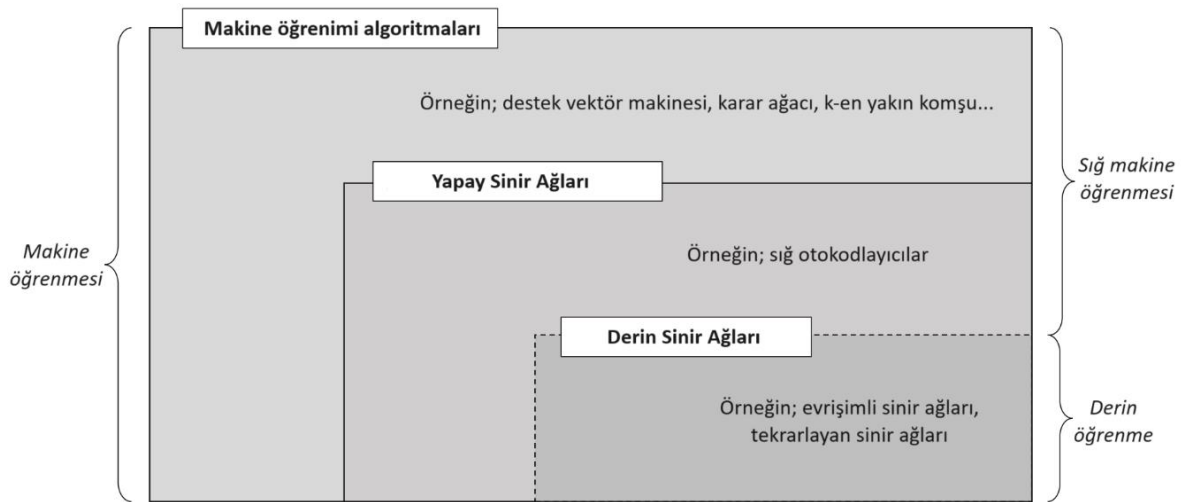 Makine öğrenimi algoritmaları
Örneğin; destek vektör makinesi, karar ağacı, k-en yakın komşu...
Yapay Sinir Ağları
Sığ makine
öğrenmesi
Makine
öğrenmesi
Örneğin; sığ otokodlayıcılar
Derin Sinir Ağları
Örneğin; evrişimli sinir ağları,
tekrarlayan sinir ağları
Derin
öğrenme